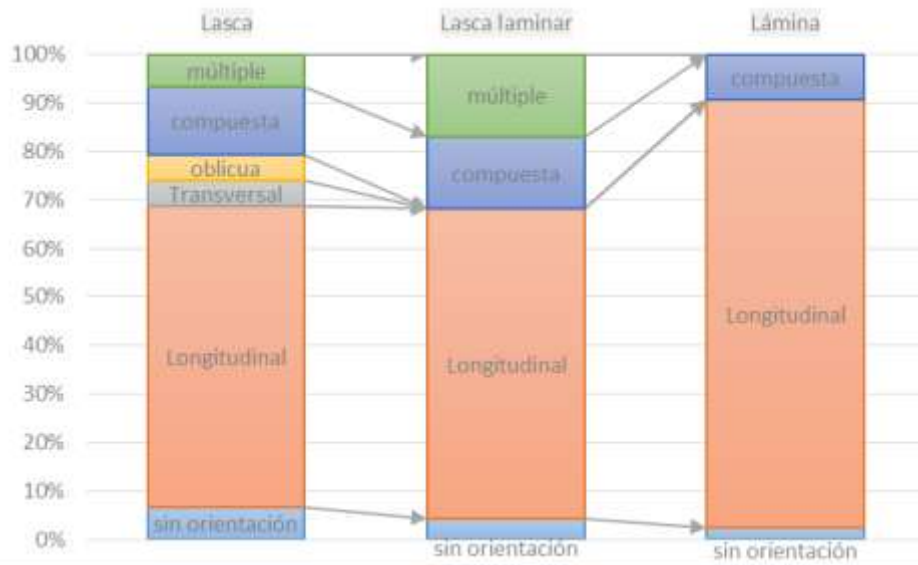 Lasca
Lasca laminar
Lámina
100%
90%
80%
70%
60%
50%
40%
30%
20%
10%
0%
múltiple
compuesta
oblicua
Transversal
Longitudinal
sin orientación
múltiple
compuesta
Longitudinal
sin orientación
compuesta
Longitudinal
sin orientación